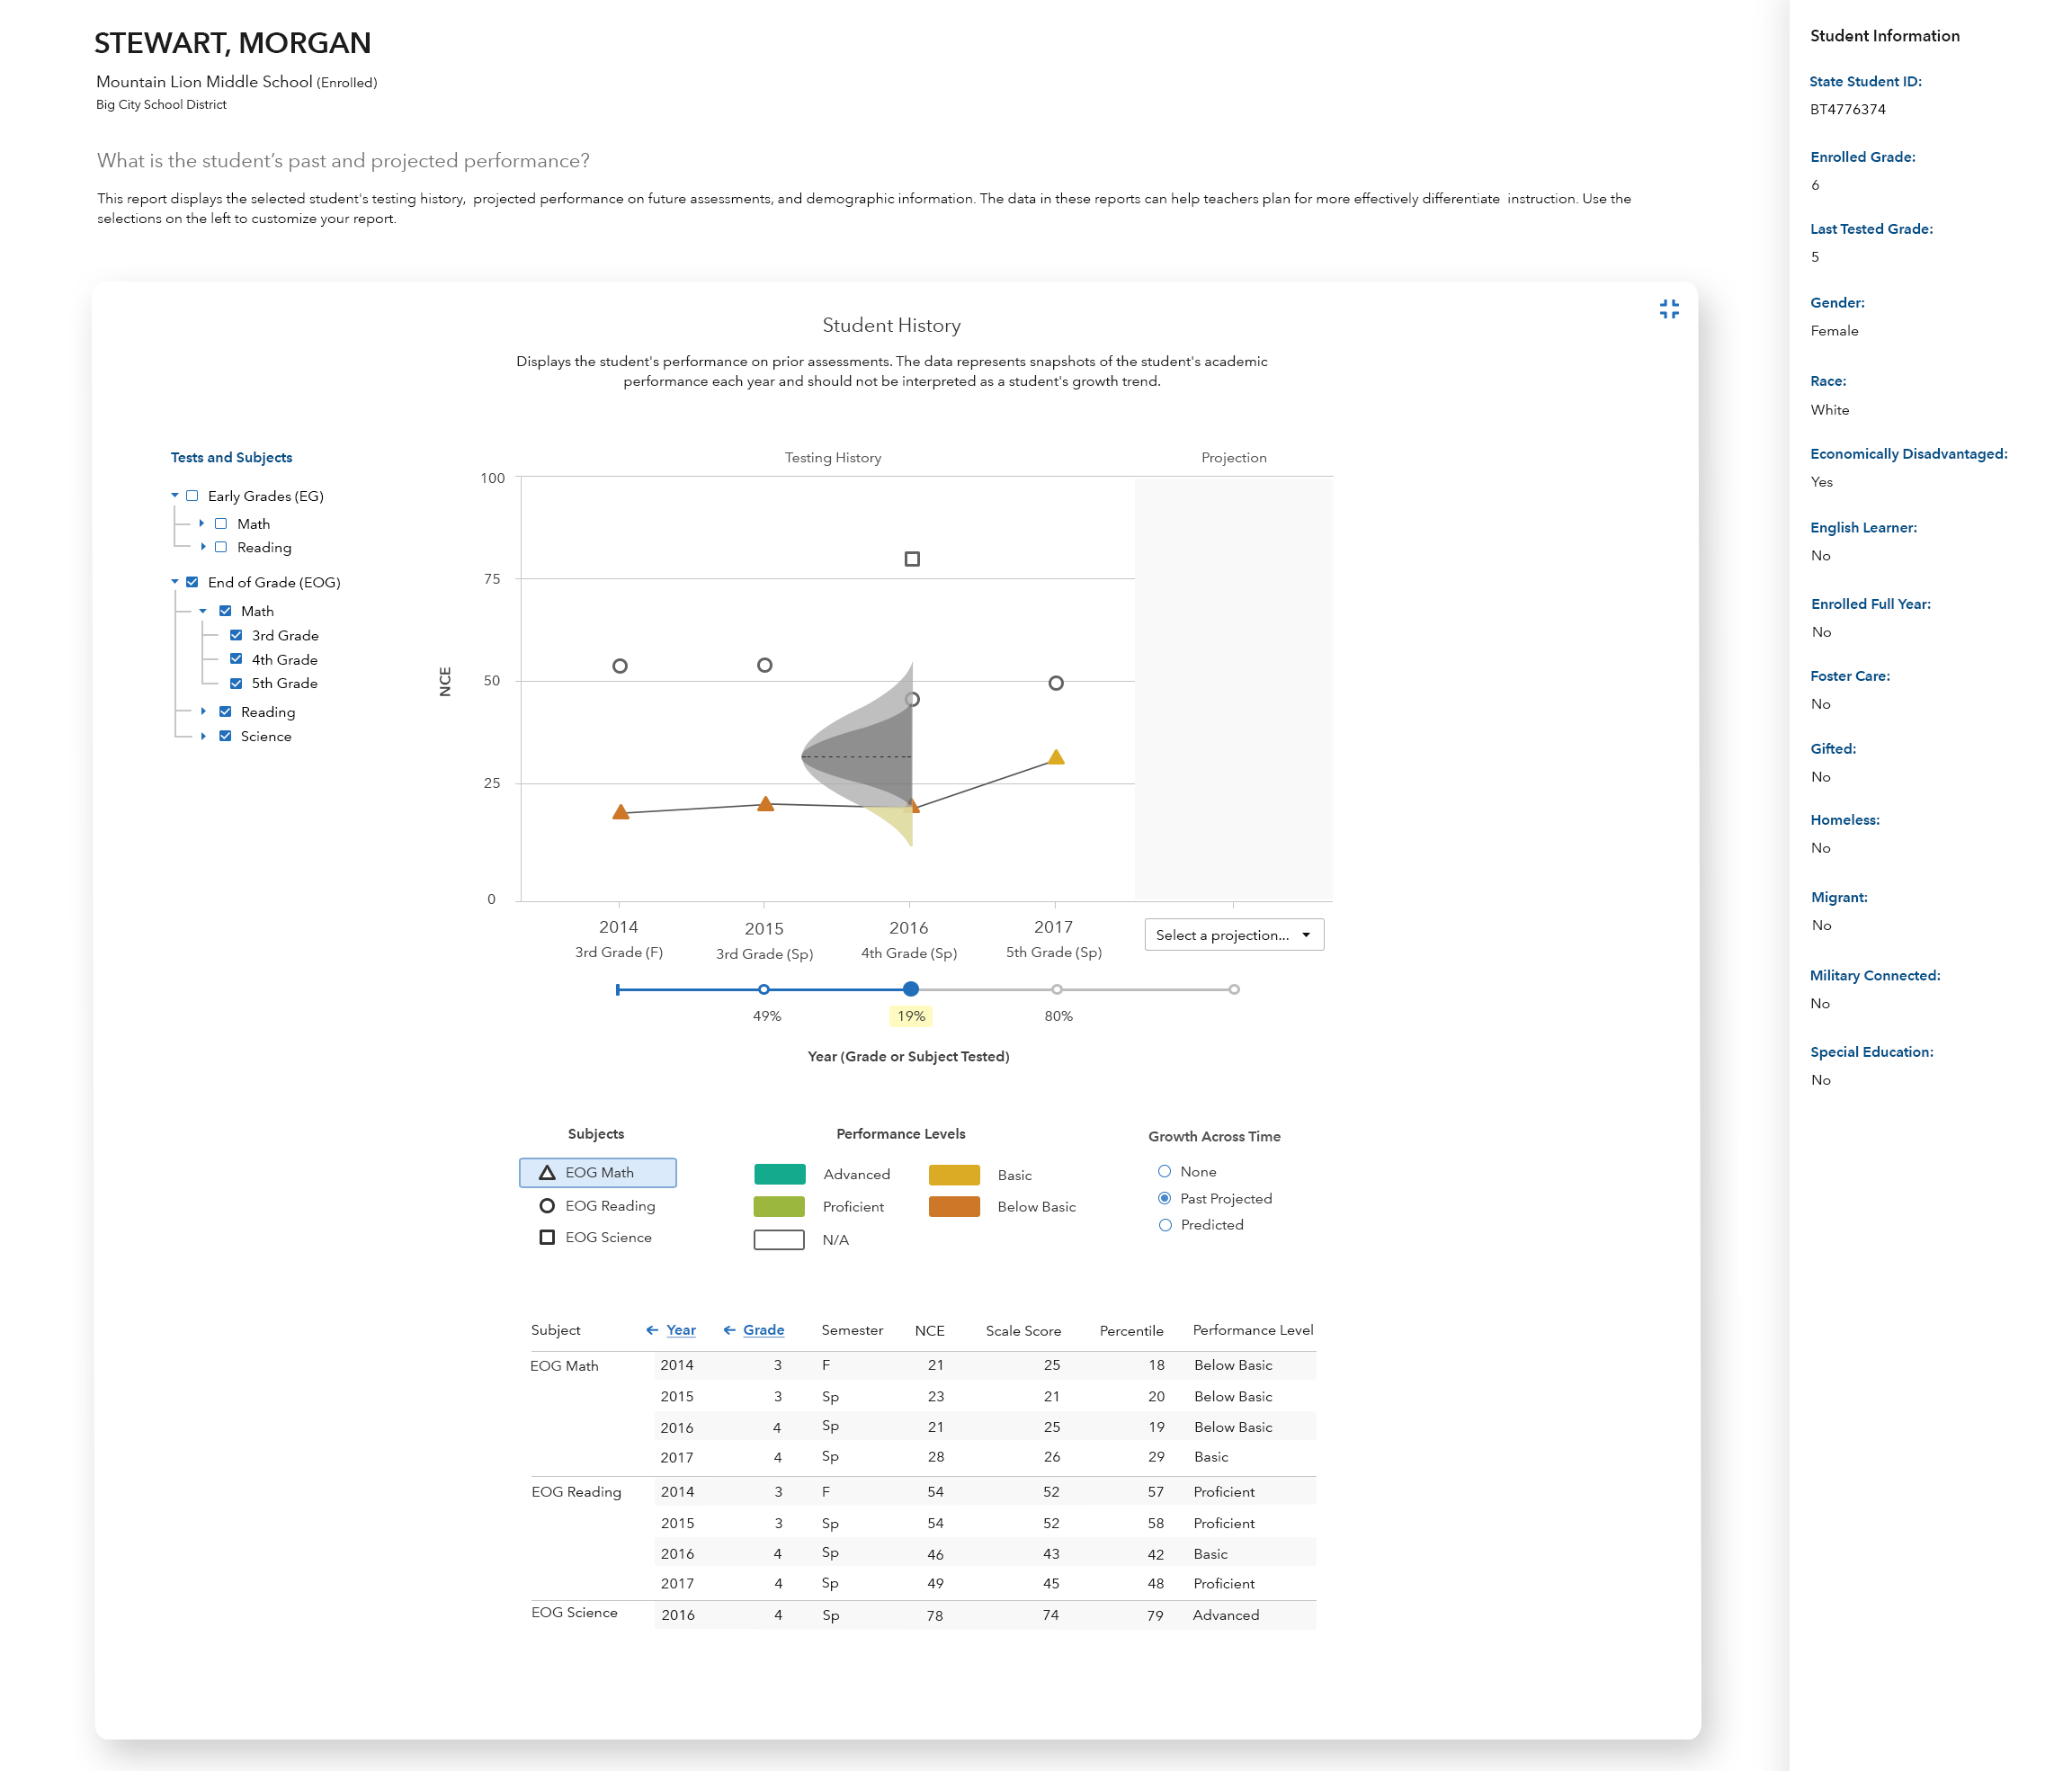 STEWART, MORGAN
Mountain Lion Middle School (Enrolled)
Big City School District
What is the student’s past and projected performance?
This report displays the selected student's testing history,  projected performance on future assessments, and demographic information. The data in these reports can help teachers plan for more effectively differentiate  instruction. Use the
selections on the left to customize your report.
Student History
Displays the student's performance on prior assessments. The data represents snapshots of the student's academic
performance each year and should not be interpreted as a student's growth trend.
Tests and Subjects
Early Grades (EG)
Math
Reading
End of Grade (EOG)
Math
3rd Grade
4th Grade
5th Grade
Reading
Science
Testing History
Projection
NCE
100
75
50
25
0
2014
3rd Grade (F)
2015
3rd Grade (Sp)
2016
4th Grade (Sp)
2017
5th Grade (Sp)
Select a projection...
49%
19%
80%
Year (Grade or Subject Tested)
Subjects
EOG Math
EOG Reading
EOG Science
Performance Levels
Advanced
Basic
Proficient
Below Basic
N/A
Growth Across Time
None
Past Projected
Predicted
Subject Year Grade Semester NCE Scale Score Percentile Performance Level
EOG Math 2014 3 F 21 25 18 Below Basic
2015 3 Sp 23 21 20 Below Basic
2016 4 Sp 21 25 19 Below Basic
2017 4 Sp 28 26 29 Basic
EOG Reading 2014 3 F 54 52 57 Proficient
2015 3 Sp 54 52 58 Proficient
2016 4 Sp 46 43 42 Basic
2017 4 Sp 49 45 48 Proficient
EOG Science 2016 4 Sp 78 74 79 Advanced
Student Information
State Student ID:
BT4776374
Enrolled Grade:
6
Last Tested Grade:
5
Gender:
Female
Race:
White
Economically Disadvantaged:
Yes
English Learner:
No
Enrolled Full Year:
No
Foster Care:
No
Gifted:
No
Homeless:
No
Migrant:
No
Military Connected:
No
Special Education:
No